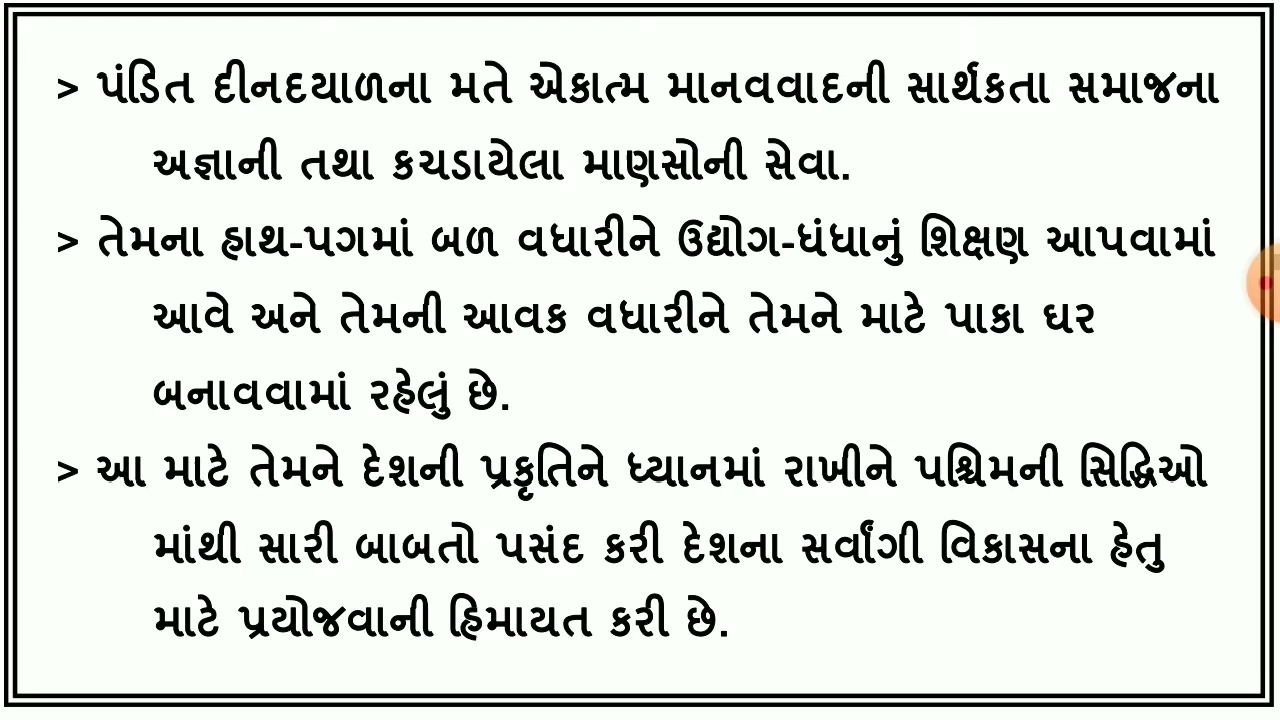 > પંડિત દીનદયાળના મતે એકાત્મ માનવવાદની સાર્થકતા સમાજના
અજ્ઞાની તથા કચડાયેલા માણસોની સેવા.
> તેમના હાથ-પગમાં બળ વધારીને ઉદ્યોગ-ધંધાનું શિક્ષણ આપવામાં
આવે અને તેમની આવક વધારીને તેમને માટે પાકા ઘર
બનાવવામાં રહેલું છે.
> આ માટે તેમને દેશની પ્રકૃતિને ધ્યાનમાં રાખીને પશ્ચિમની સિદ્ધિઓ
માંથી સારી બાબતો પસંદ કરી દેશના સર્વાંગી વિકાસના હેતુ
માટે પ્રયોજવાની હિમાયત કરી છે.